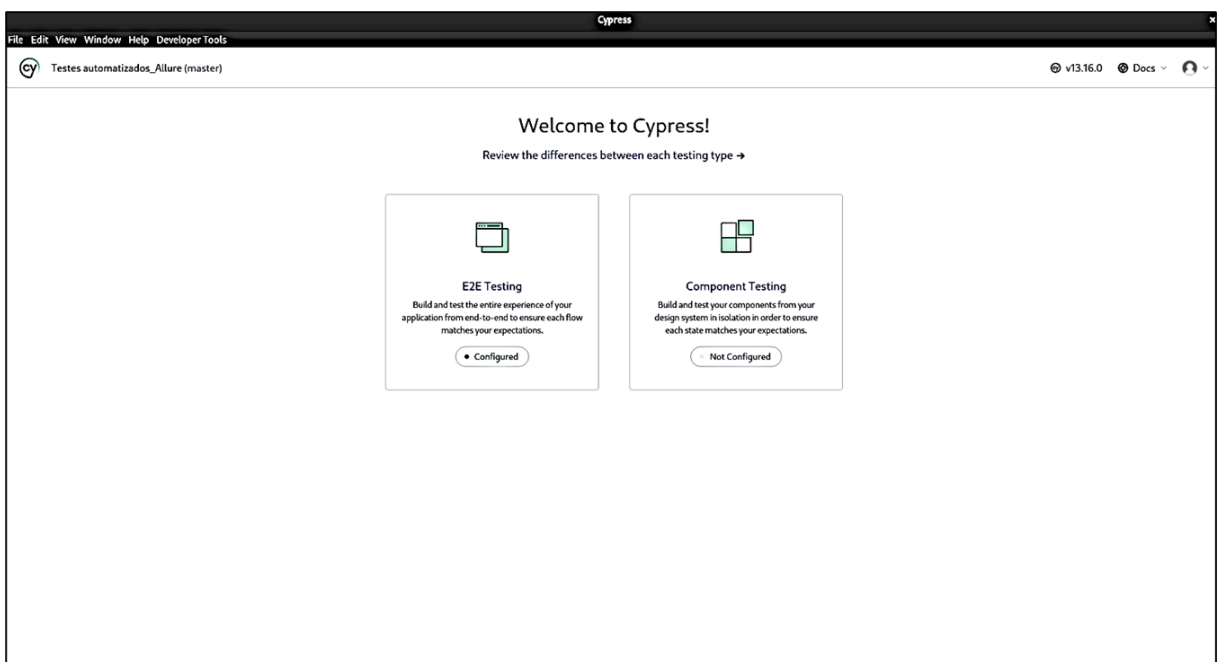 Cypress
File Edit View Window Help Developer Tools
cy Testes automatizados_Allure (master) v13.16.0 Docs
Welcome to Cypress!
Review the differences between each testing type →
E2E Testing
Build and test the entire experience of your
application from end-to-end to ensure each flow
matches your expectations.
Configured
Component Testing
Build and test your components from your
design system in isolation in order to ensure
each state matches your expectations.
Not Configured